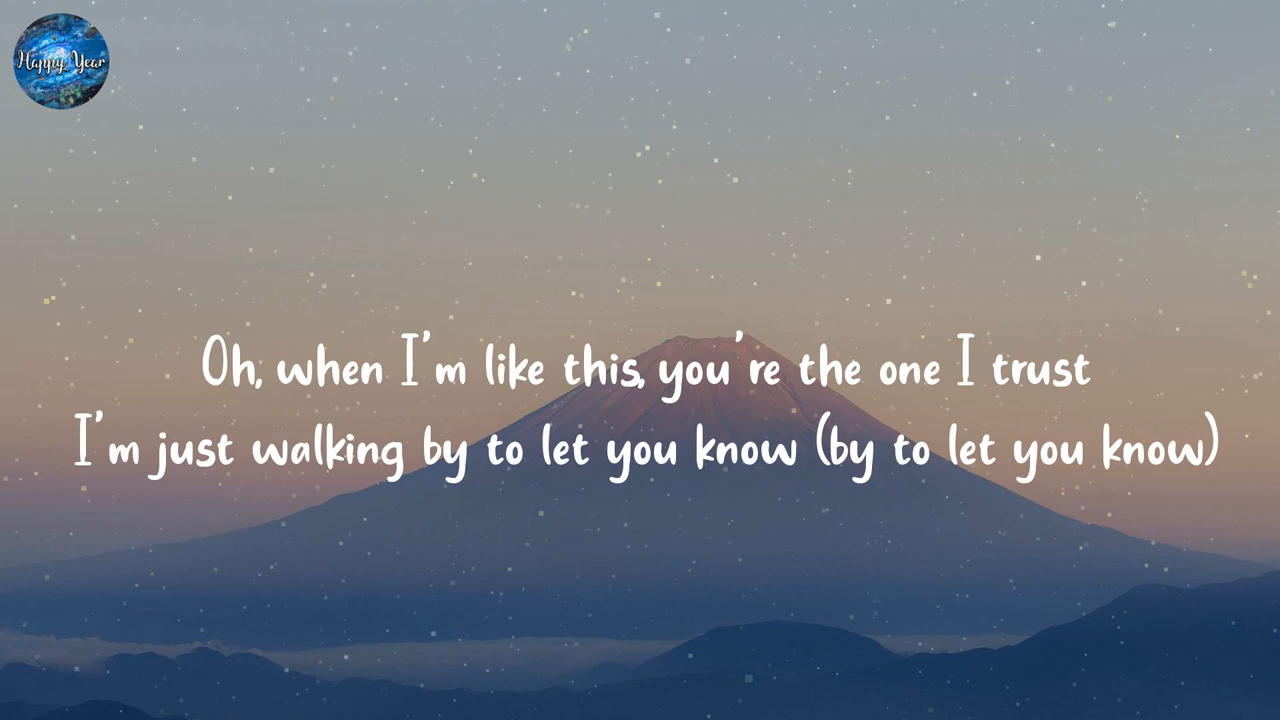 Happy Year
Oh, when I'm like this, you're the one I trust
I'm just walking by to let you know (by to let you know)